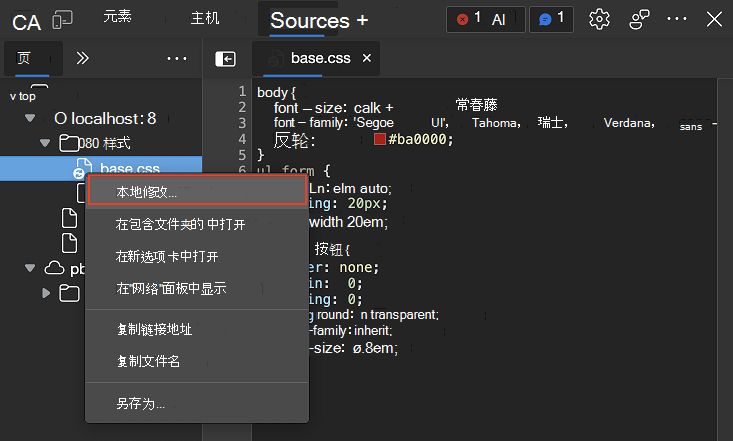 CA 元素 主机 Sources + 1 AI 1
页 base.css
v top
O localhost: 8
080 样式
base.css
本地修改...
在包含文件夹的 中打开
在新选项 卡中打开
在"网络"面板中显示
复制链接地址
复制文件名
另存为...
pb
1 body {
2 font – size: calk + 常春藤
3 font – family: 'Segoe UI', Tahoma, 瑞士, Verdana, sans –
4 反轮: #ba0000;
5 }
6 ul form {
Ln: elm auto;
ing: 20px;
width 20em;
按钮 {
er: none;
in: 0;
ing: 0;
g round: n transparent;
-family: inherit;
-size: ø.8em;